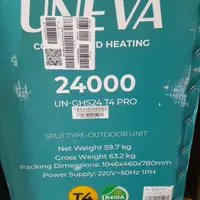 UNEVA
CO
D HEATING
24000
UN-GHS24 T4 PRO
SPLIT TYPE-OUTDOOR UNIT
Net Weight 59.7 kg
Gross Weight 63.2 kg
Packing Dimensions: 1046x460x780mm
Power Supply: 220V~50Hz 1PH
T4
R410A